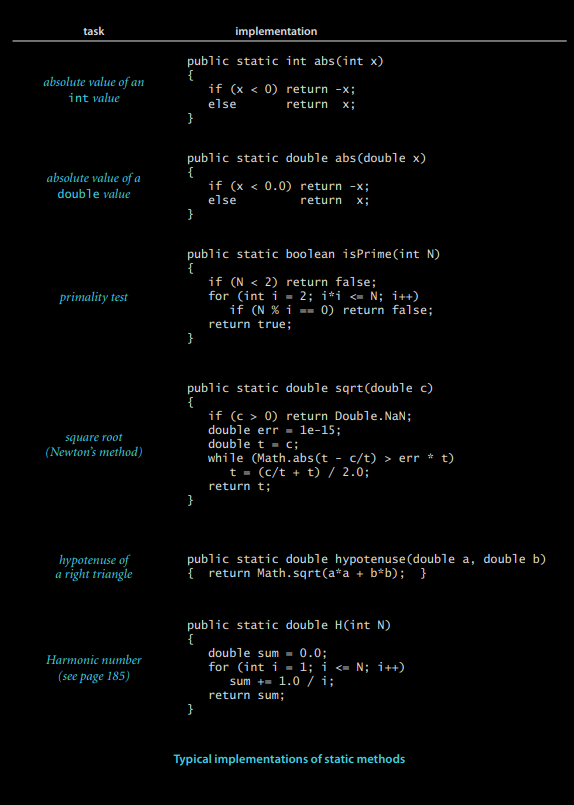 task implementation
absolute value of an
int value
public static int abs(int x)
{
if (x < 0) return -x;
else return x;
}
absolute value of a
double value
public static double abs(double x)
{
if (x < 0.0) return -x;
else return x;
}
primality test
public static boolean isPrime(int N)
{
if (N < 2) return false;
for (int i = 2; i*i <= N; i++)
if (N % i == 0) return false;
return true;
}
square root
(Newton's method)
public static double sqrt(double c)
{
if (c > 0) return Double.NaN;
double err = 1e-15;
double t = c;
while (Math.abs(t - c/t) > err * t)
t = (c/t + t) / 2.0;
return t;
}
hypotenuse of
a right triangle
public static double hypotenuse(double a, double b)
{ return Math.sqrt(a*a + b*b); }
Harmonic number
(see page 185)
public static double H(int N)
{
double sum = 0.0;
for (int i = 1; i <= N; i++)
sum += 1.0 / i;
return sum;
}
Typical implementations of static methods